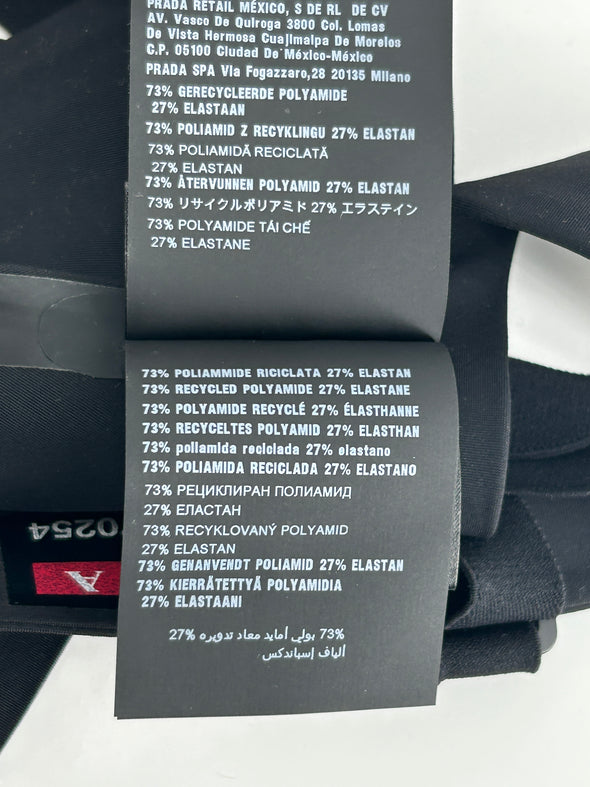 PRADA RETAIL MÉXICO, S DE RL DE CV
AV. Vasco De Quiroga 3800 Col. Lomas
De Vista Hermosa Cuajimalpa De Morelos
C.P. 05100 Ciudad De México-México
PRADA SPA Via Fogazzaro,28 20135 Milano
73% GERECYCLEERDE POLYAMIDE
27% ELASTAAN
73% POLIAMID Z RECYKLINGU 27% ELASTAN
73% POLIAMIDĂ RECICLATĂ
27% ELASTAN
73% ÅTERVUNNEN POLYAMID 27% ELASTAN
73% リサイクルポリアミド 27% エラステイン
73% POLYAMIDE TÁI CHẾ
27% ELASTANE
73% POLIAMMIDE RICICLATA 27% ELASTAN
73% RECYCLED POLYAMIDE 27% ELASTANE
73% POLYAMIDE RECYCLÉ 27% ÉLASTHANNE
73% RECYCELTES POLYAMID 27% ELASTHAN
73% poliamida reciclada 27% elastano
73% POLIAMIDA RECICLADA 27% ELASTANO
73% РЕЦИКЛИРАН ПОЛИАМИД
27% ЕЛАСТАН
73% RECYKLOVANÝ POLYAMID
27% ELASTAN
73% GENANVENDT POLIAMID 27% ELASTAN
73% KIERRÄTETTYÄ POLYAMIDIA
27% ELASTAANI
73% بولي أمايد معاد تدويره 27%
ألياف إسباندكس
70254
A